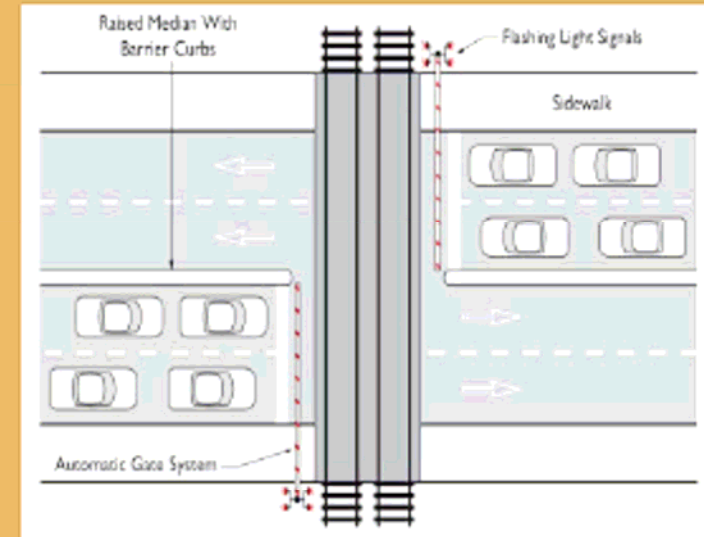 Raised Median With
Barrier Curbs
Flashing Light Signals
Sidewalk
Automatic Gate System